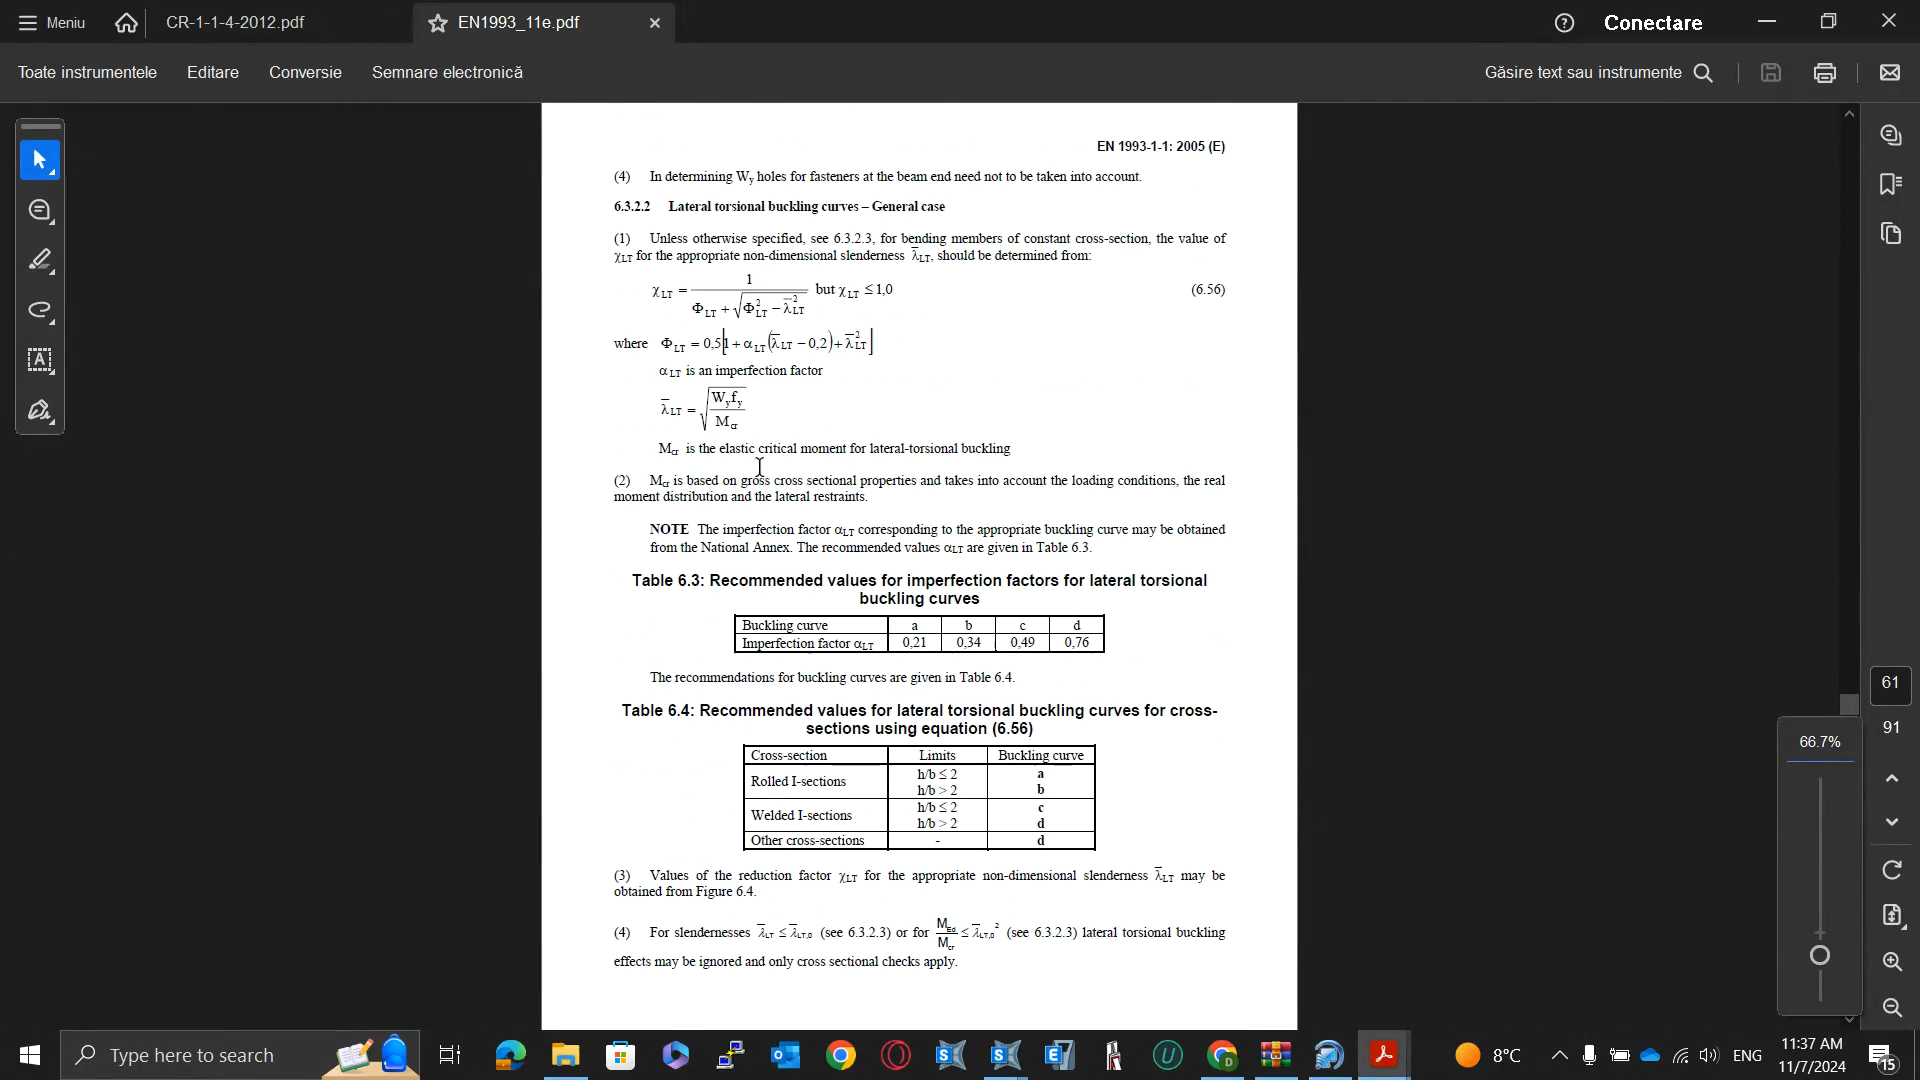 Meniu
CR-1-1-4-2012.pdf
EN1993_11e.pdf
Conectare
Toate instrumentele Editare Conversie Semnare electronică
Găsire text sau instrumente
EN 1993-1-1: 2005 (E)
(4) In determining Wy holes for fasteners at the beam end need not to be taken into account.
6.3.2.2 Lateral torsional buckling curves – General case
(1) Unless otherwise specified, see 6.3.2.3, for bending members of constant cross-section, the value of
χLT for the appropriate non-dimensional slenderness λ̄LT, should be determined from:
χLT = 1 / (ΦLT + √(Φ²LT − λ̄²LT)) but χLT ≤ 1,0 (6.56)
where ΦLT = 0,5[1 + αLT(λ̄LT − 0,2) + λ̄²LT]
αLT is an imperfection factor
λ̄LT = √(Wy fy / Mcr)
Mcr is the elastic critical moment for lateral-torsional buckling
(2) Mcr is based on gross cross sectional properties and takes into account the loading conditions, the real
moment distribution and the lateral restraints.
NOTE The imperfection factor αLT corresponding to the appropriate buckling curve may be obtained
from the National Annex. The recommended values αLT are given in Table 6.3.
Table 6.3: Recommended values for imperfection factors for lateral torsional
buckling curves
Buckling curve a b c d
Imperfection factor αLT 0,21 0,34 0,49 0,76
The recommendations for buckling curves are given in Table 6.4.
Table 6.4: Recommended values for lateral torsional buckling curves for cross-
sections using equation (6.56)
Cross-section Limits Buckling curve
Rolled I-sections
h/b ≤ 2 a
h/b > 2 b
Welded I-sections
h/b ≤ 2 c
h/b > 2 d
Other cross-sections - d
(3) Values of the reduction factor χLT for the appropriate non-dimensional slenderness λ̄LT may be
obtained from Figure 6.4.
(4) For slendernesses λ̄LT ≤ λ̄LT,0 (see 6.3.2.3) or for MEd / Mcr ≤ λ̄LT,0² (see 6.3.2.3) lateral torsional buckling
effects may be ignored and only cross sectional checks apply.
61
91
66.7%
Type here to search
8°C
ENG
11:37 AM
11/7/2024
15